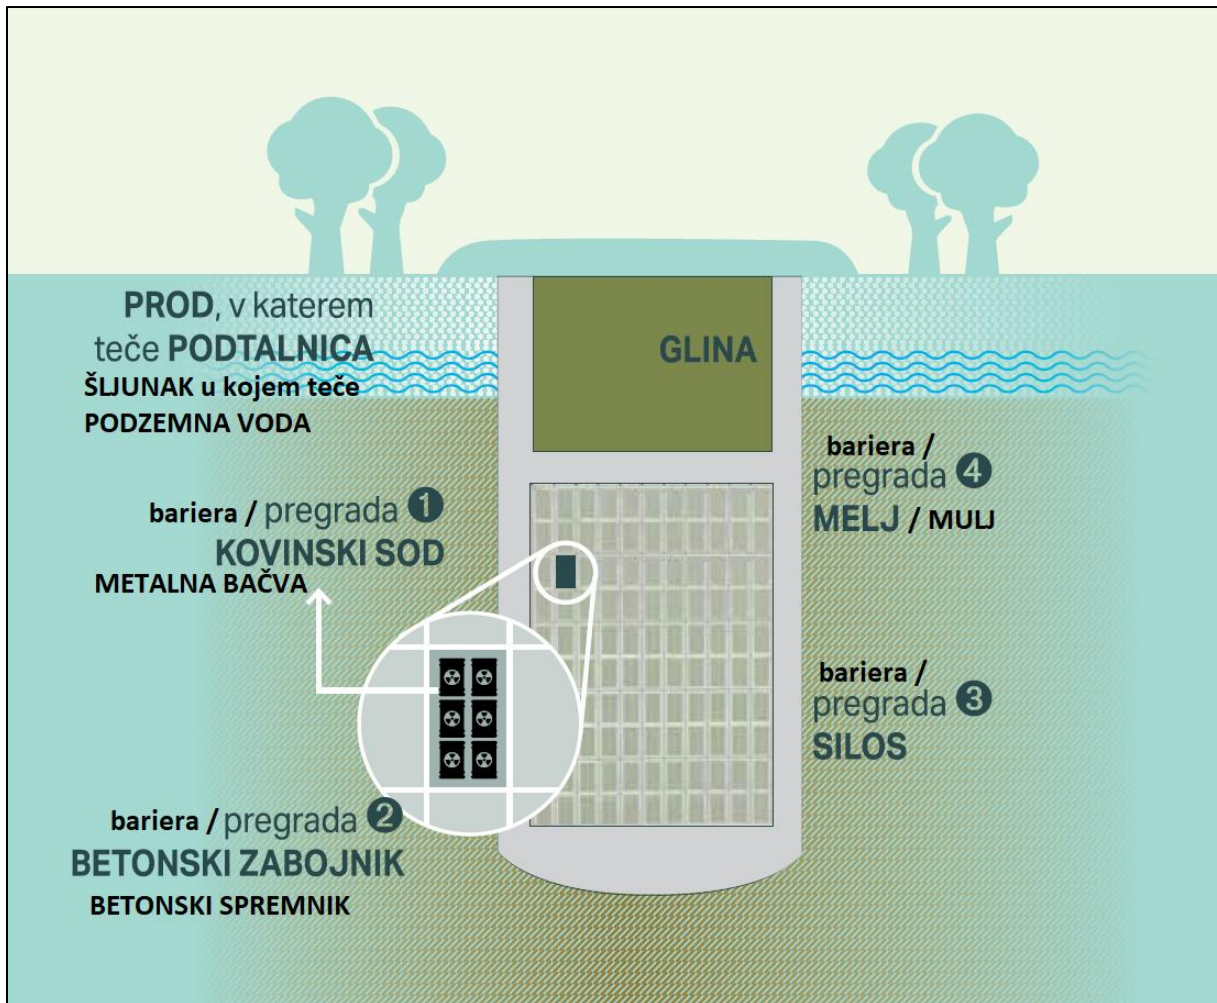 PROD, v katerem
teče PODTALNICA
ŠLJUNAK u kojem teče
PODZEMNA VODA
GLINA
bariera / pregrada 1
KOVINSKI SOD
METALNA BAČVA
bariera /
pregrada 4
MELJ / MULJ
bariera /
pregrada 3
SILOS
bariera / pregrada 2
BETONSKI ZABOJNIK
BETONSKI SPREMNIK